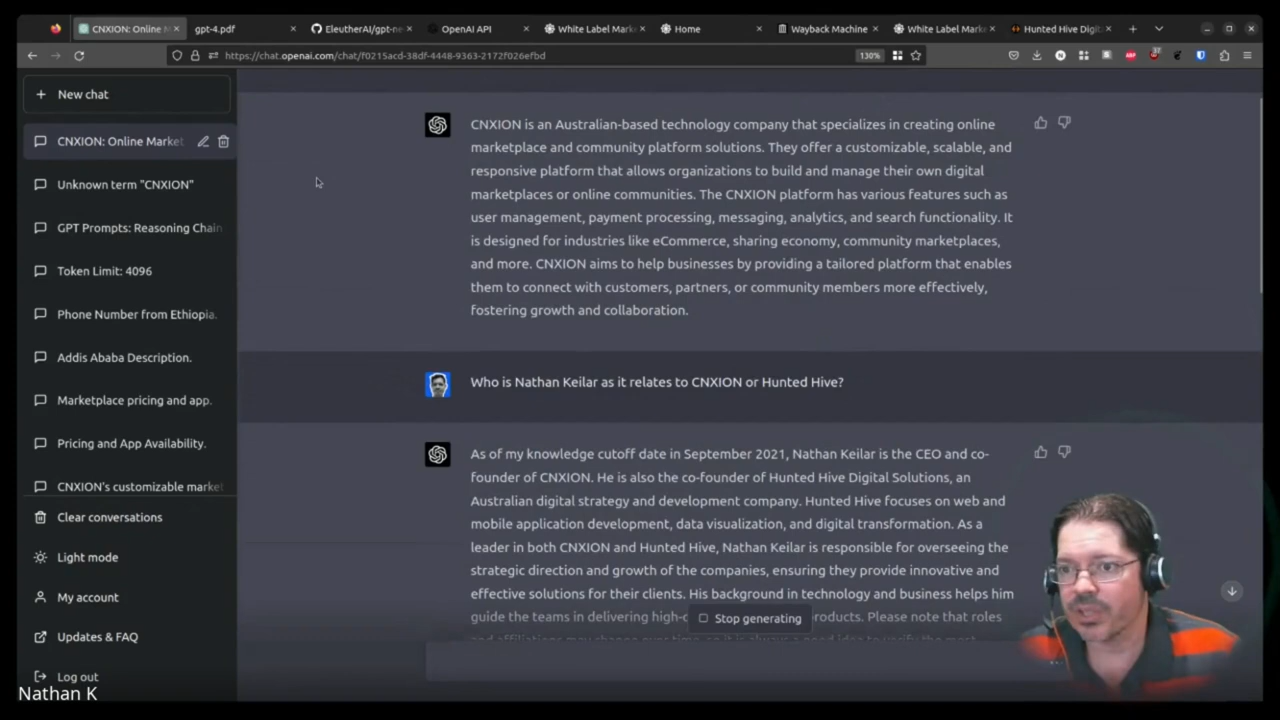 CNXION: Online M
gpt-4.pdf
EleutherAI/gpt-ne
OpenAI API
White Label Mark
Home
Wayback Machine
White Label Mark
Hunted Hive Digit
https://chat.openai.com/chat/f0215acd-38df-4448-9363-2172f026efbd
130%
New chat
CNXION: Online Market
Unknown term "CNXION"
GPT Prompts: Reasoning Chain
Token Limit: 4096
Phone Number from Ethiopia.
Addis Ababa Description.
Marketplace pricing and app.
Pricing and App Availability.
CNXION's customizable market
Clear conversations
Light mode
My account
Updates & FAQ
Log out
Nathan K
CNXION is an Australian-based technology company that specializes in creating online
marketplace and community platform solutions. They offer a customizable, scalable, and
responsive platform that allows organizations to build and manage their own digital
marketplaces or online communities. The CNXION platform has various features such as
user management, payment processing, messaging, analytics, and search functionality. It
is designed for industries like eCommerce, sharing economy, community marketplaces,
and more. CNXION aims to help businesses by providing a tailored platform that enables
them to connect with customers, partners, or community members more effectively,
fostering growth and collaboration.
Who is Nathan Keilar as it relates to CNXION or Hunted Hive?
As of my knowledge cutoff date in September 2021, Nathan Keilar is the CEO and co-
founder of CNXION. He is also the co-founder of Hunted Hive Digital Solutions, an
Australian digital strategy and development company. Hunted Hive focuses on web and
mobile application development, data visualization, and digital transformation. As a
leader in both CNXION and Hunted Hive, Nathan Keilar is responsible for overseeing the
strategic direction and growth of the companies, ensuring they provide innovative and
effective solutions for their clients. His background in technology and business helps him
guide the teams in delivering high- products. Please note that roles
Stop generating